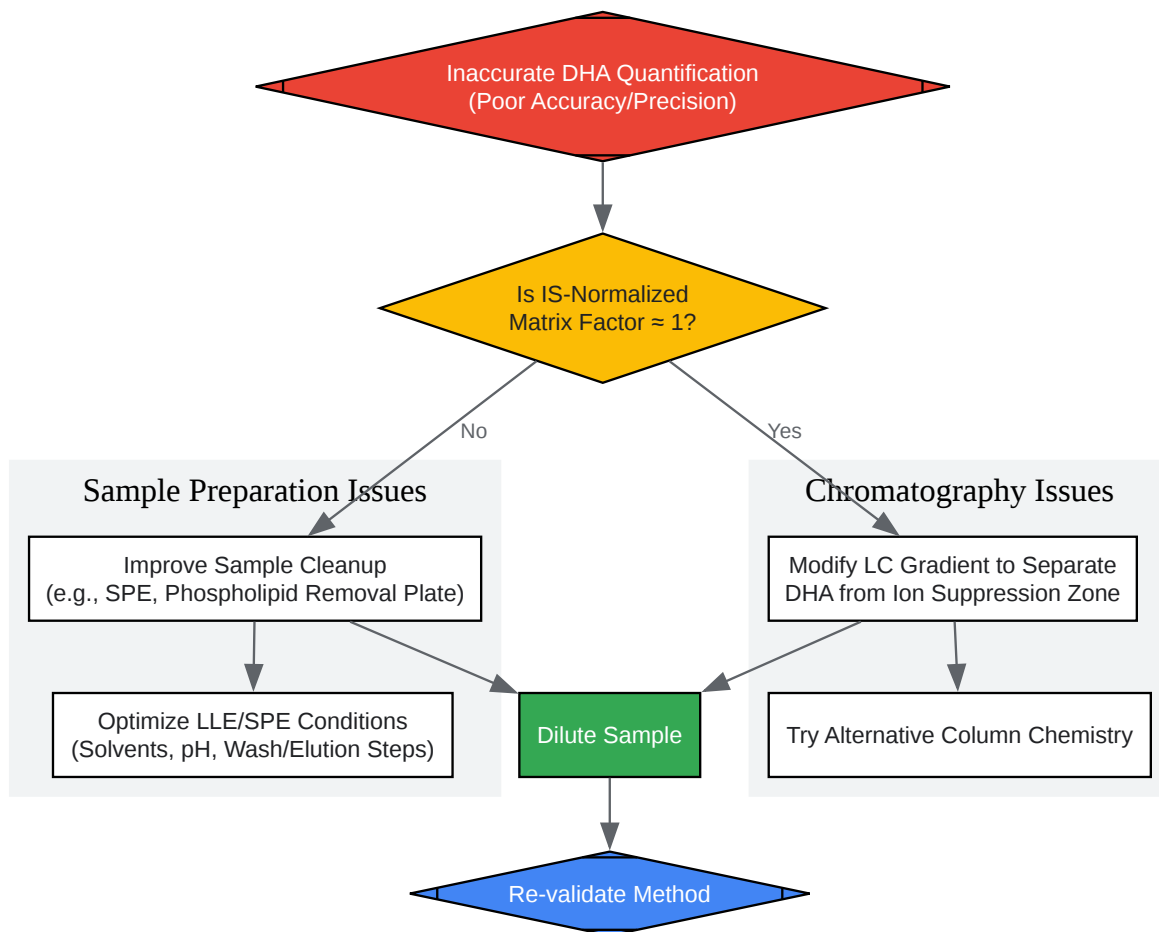 Inaccurate DHA Quantification
(Poor Accuracy/Precision)
Is IS-Normalized
Matrix Factor ≈ 1?
No
Yes
Sample Preparation Issues
Chromatography Issues
Improve Sample Cleanup
(e.g., SPE, Phospholipid Removal Plate)
Modify LC Gradient to Separate
DHA from Ion Suppression Zone
Optimize LLE/SPE Conditions
(Solvents, pH, Wash/Elution Steps)
Dilute Sample
Try Alternative Column Chemistry
Re-validate Method